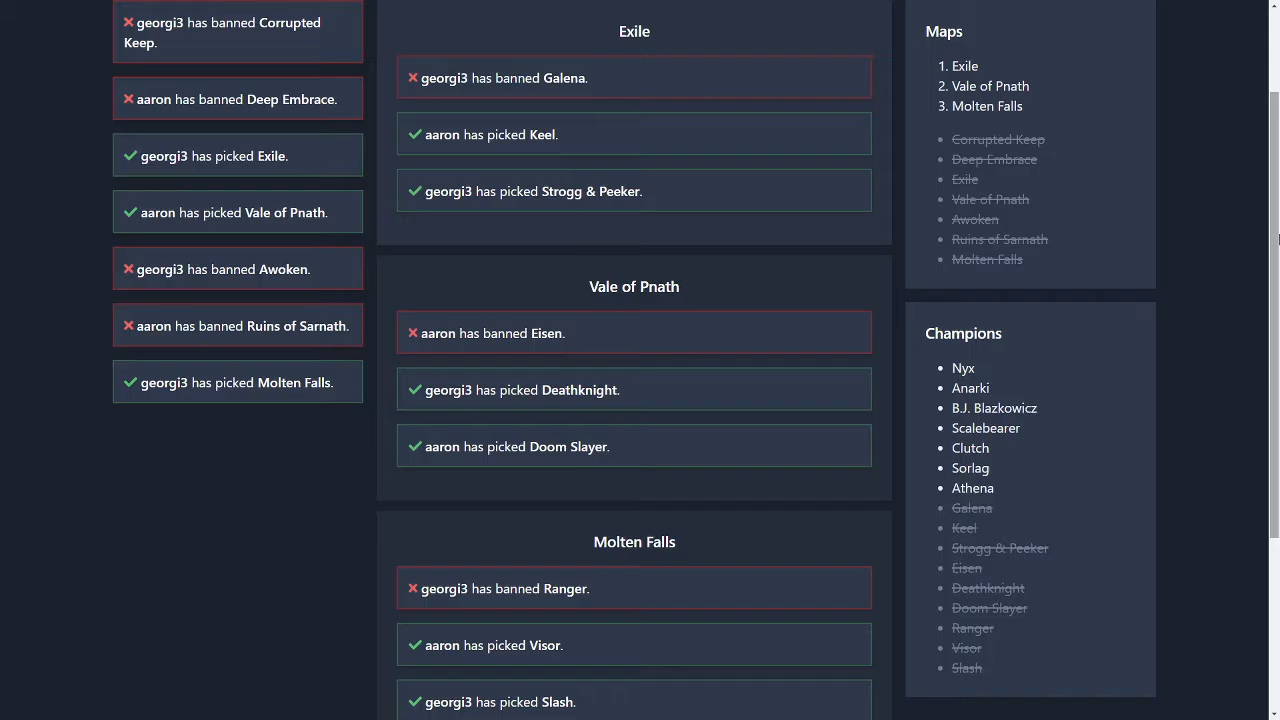 georgi3 has banned Corrupted
Keep.
aaron has banned Deep Embrace.
georgi3 has picked Exile.
aaron has picked Vale of Pnath.
georgi3 has banned Awoken.
aaron has banned Ruins of Sarnath.
georgi3 has picked Molten Falls.
Exile
georgi3 has banned Galena.
aaron has picked Keel.
georgi3 has picked Strogg & Peeker.
Vale of Pnath
aaron has banned Eisen.
georgi3 has picked Deathknight.
aaron has picked Doom Slayer.
Molten Falls
georgi3 has banned Ranger.
aaron has picked Visor.
georgi3 has picked Slash.
Maps
1. Exile
2. Vale of Pnath
3. Molten Falls
Corrupted Keep
Deep Embrace
Exile
Vale of Pnath
Awoken
Ruins of Sarnath
Molten Falls
Champions
Nyx
Anarki
B.J. Blazkowicz
Scalebearer
Clutch
Sorlag
Athena
Galena
Keel
Strogg & Peeker
Eisen
Deathknight
Doom Slayer
Ranger
Visor
Slash